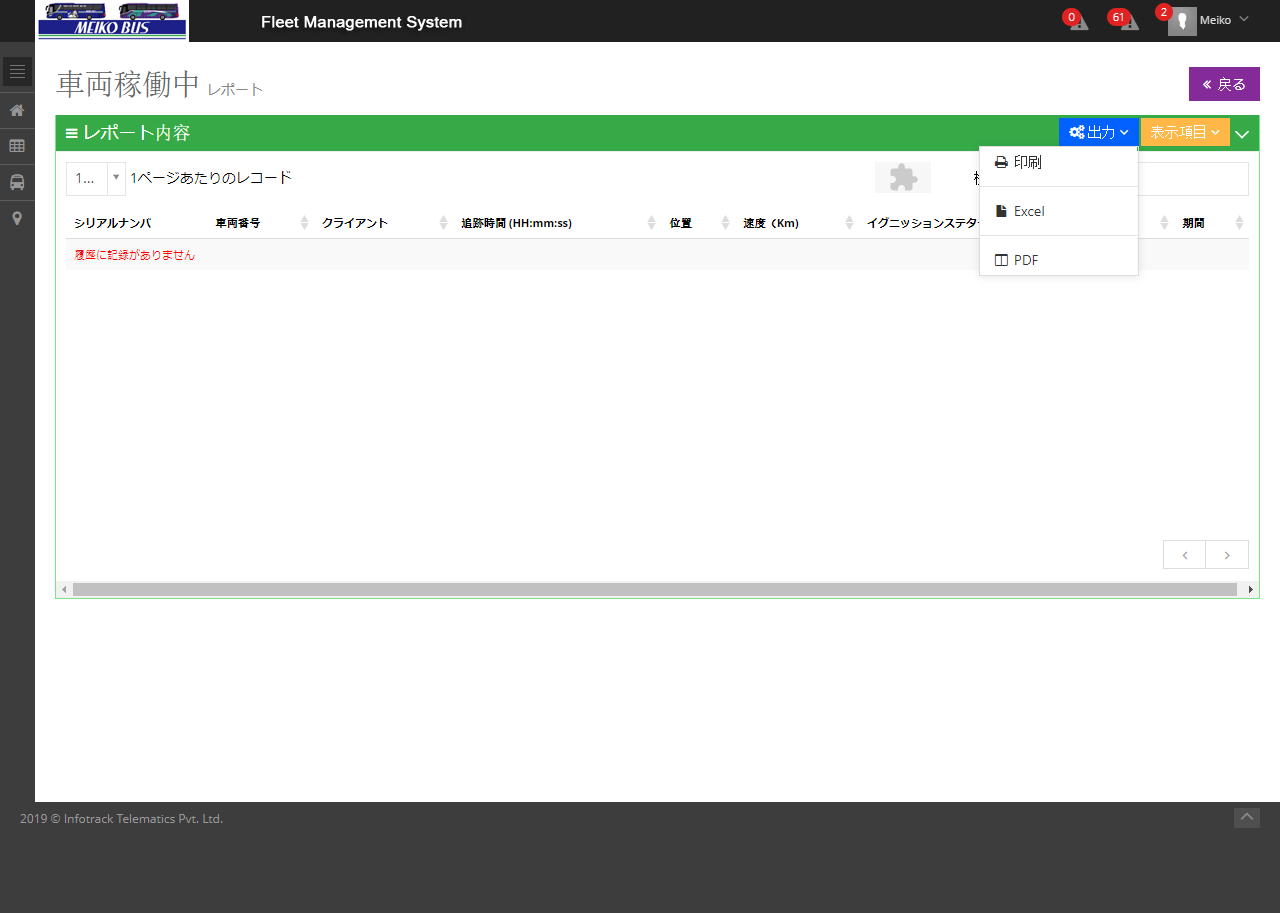 MEIKO BUS
Fleet Management System
0
61
2
Meiko
車両稼働中 レポート
« 戻る
レポート内容
出力
表示項目
印刷
Excel
PDF
1...
1ページあたりのレコード
シリアルナンバ 車両番号 クライアント 追跡時間 (HH:mm:ss) 位置 速度（Km) イグニッションステタ 期間
履歴に記録がありません
2019 © Infotrack Telematics Pvt. Ltd.